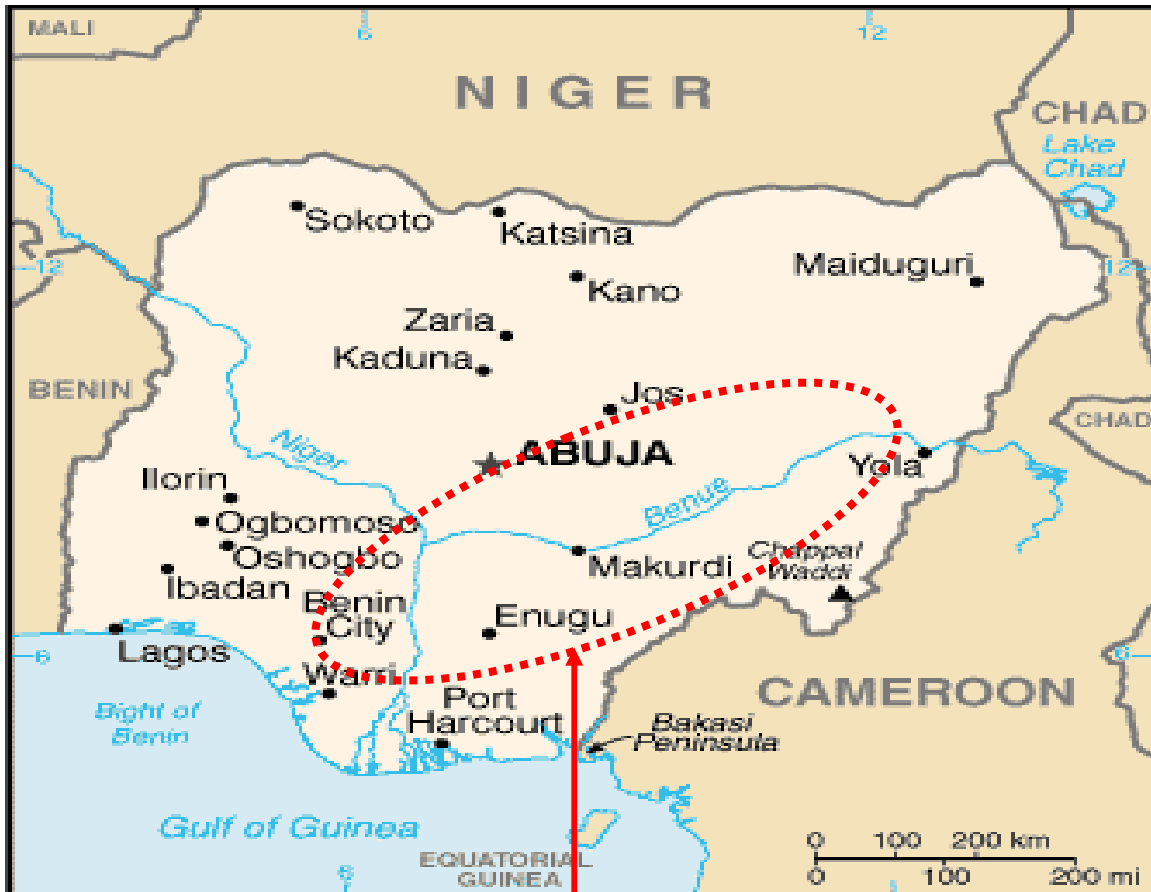 MALI
6
12
NIGER
CHAD
Lake
Chad
Sokoto
Katsina
12
Maiduguri
12
Kano
Zaria
Kaduna
BENIN
Jos
CHAD
Niger
ABUJA
Yola
Ilorin
Benue
Ogbomoso
Oshogbo
Makurdi
Chappal
Waddi
Ibadan
Benin
City
Enugu
Lagos
6
6
Warri
CAMEROON
Port
Harcourt
Bight of
Benin
Bakasi
Peninsula
Gulf of Guinea
0 100 200 km
EQUATORIAL
GUINEA
6
0 100 200 mi